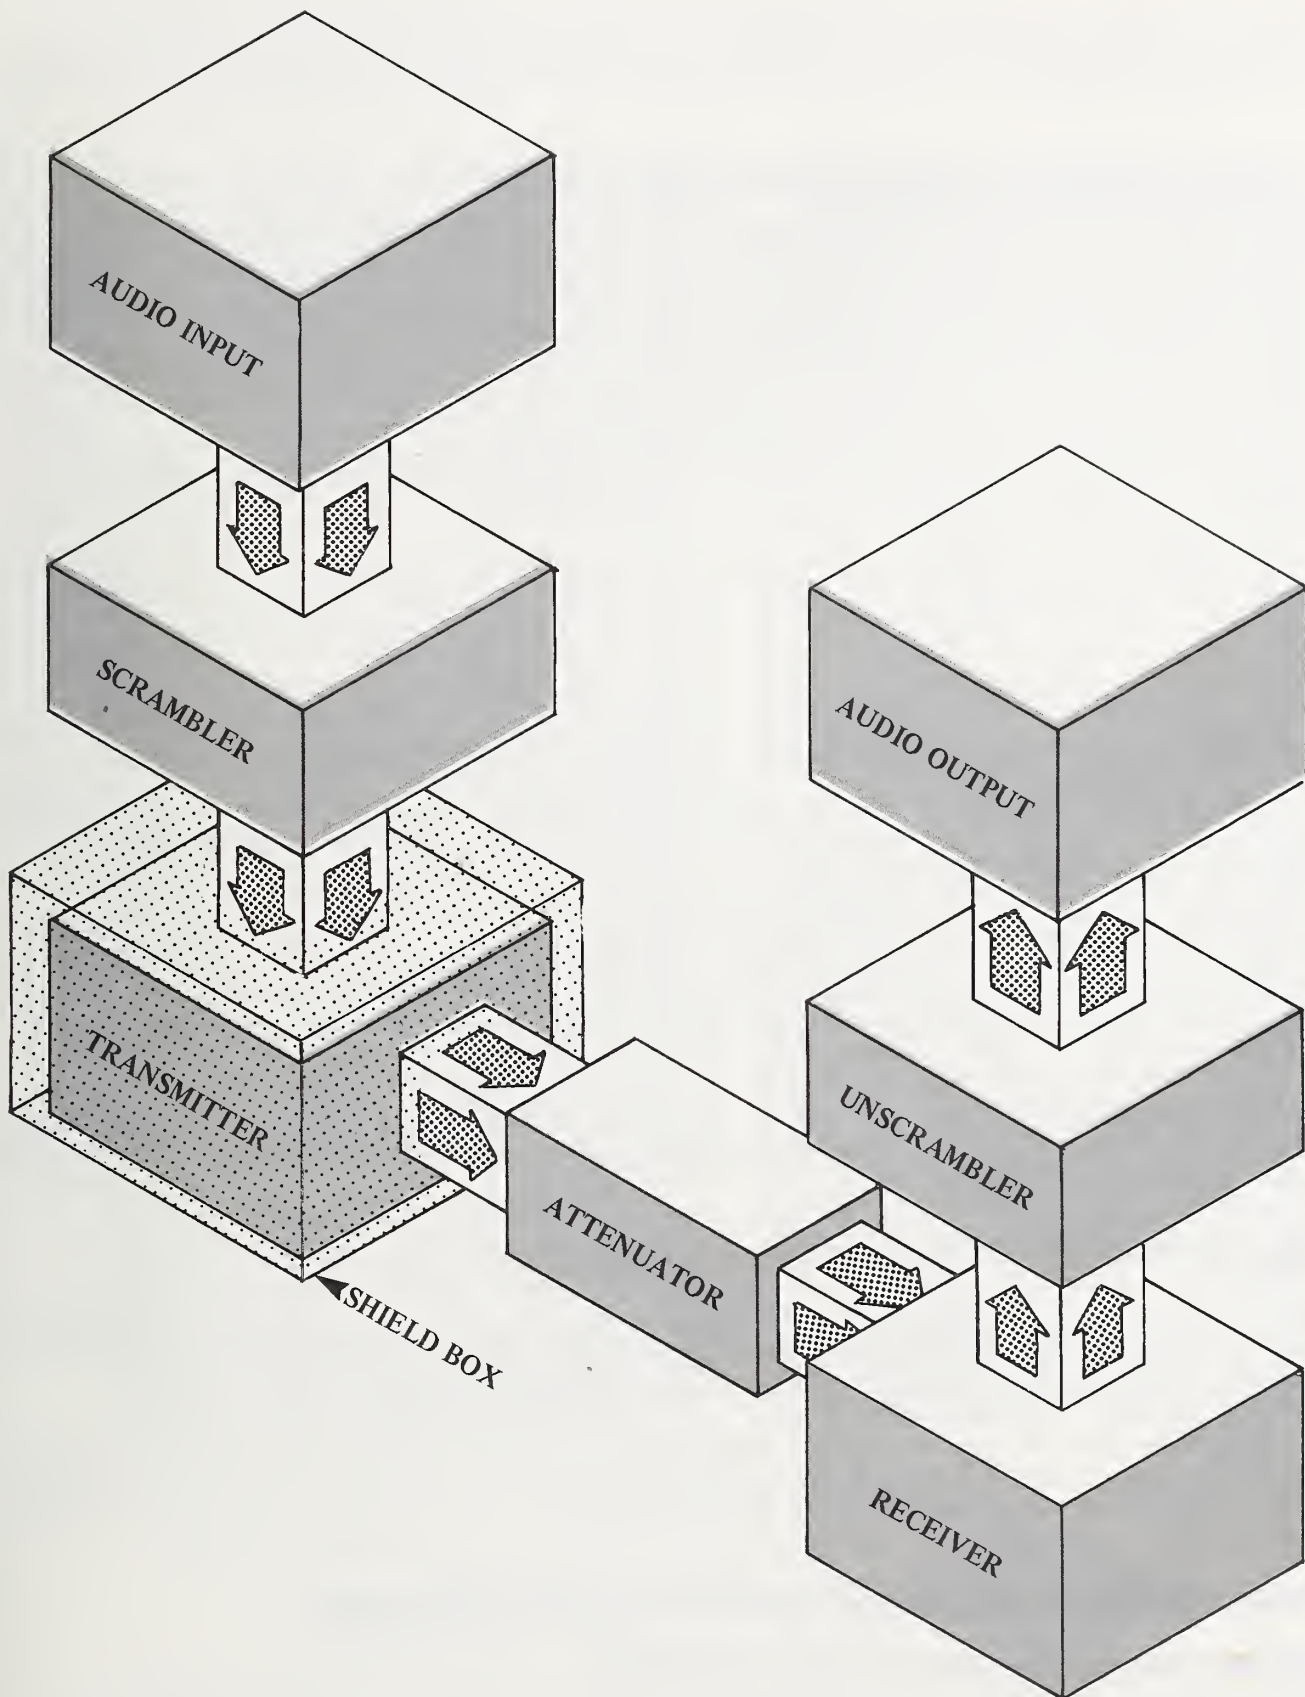 AUDIO INPUT
SCRAMBLER
TRANSMITTER
SHIELD BOX
ATTENUATOR
AUDIO OUTPUT
UNSCRAMBLER
RECEIVER